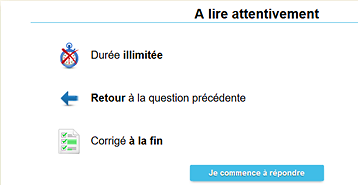 A lire attentivement
Durée illimitée
Retour à la question précédente
Corrigé à la fin
Je commence à répondre